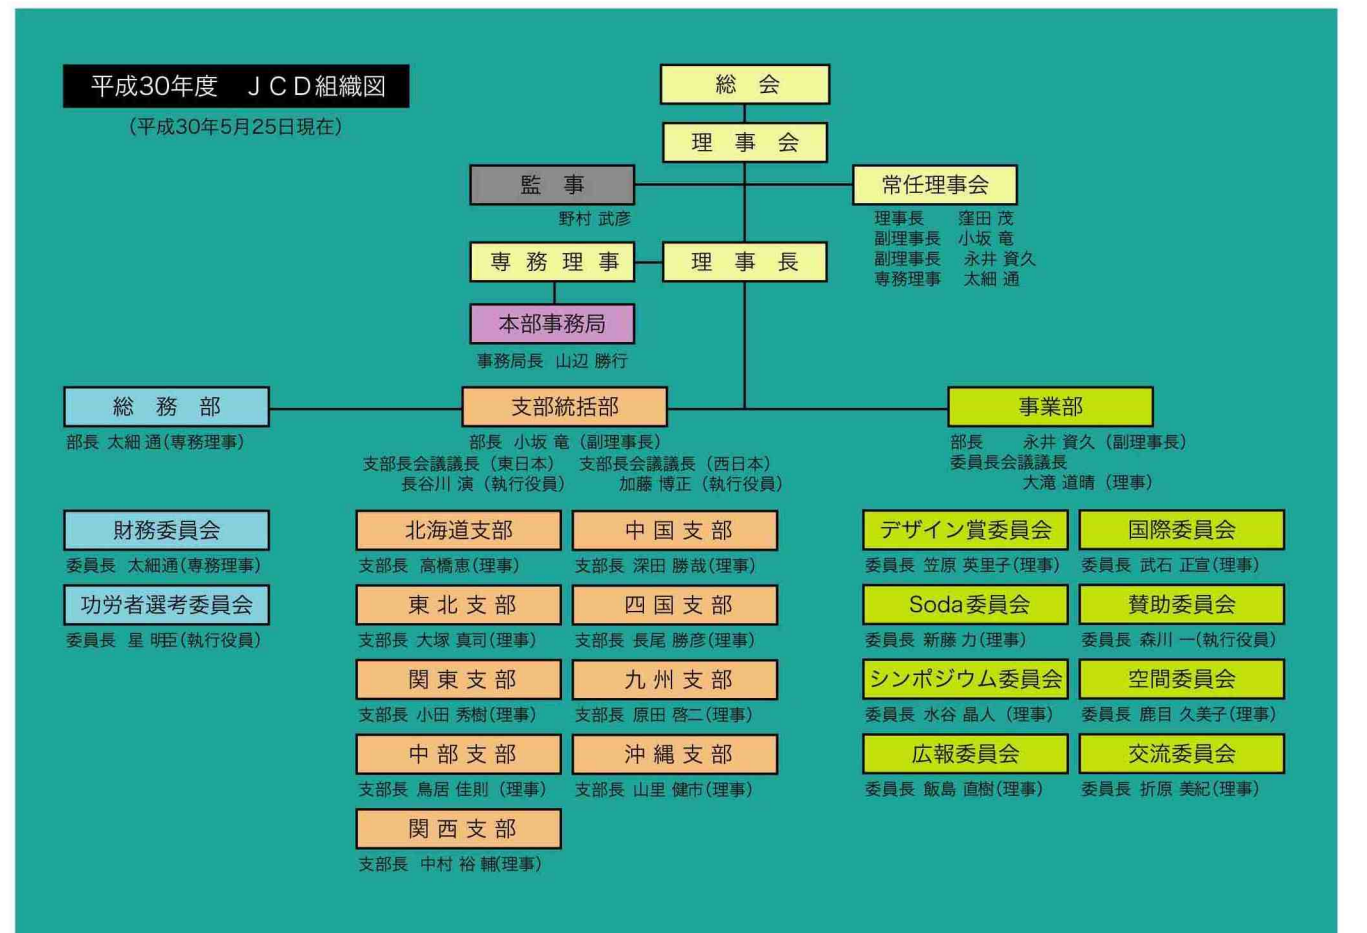 平成30年度　ＪＣＤ組織図
（平成30年5月25日現在）
総　会
理　事　会
監　事
野村 武彦
常任理事会
理事長　窪田 茂
副理事長　小坂 竜
副理事長　永井 資久
専務理事　太細 通
専 務 理 事
理　事　長
本部事務局
事務局長　山辺 勝行
総　務　部
部長 太細 通(専務理事)
支部統括部
部長　小坂 竜（副理事長）
支部長会議議長（東日本）　支部長会議議長（西日本）
長谷川 演（執行役員）　加藤 博正（執行役員）
事業部
部長　永井 資久（副理事長）
委員長会議議長
大滝 道晴（理事）
財務委員会
委員長　太細通(専務理事)
功労者選考委員会
委員長　星 明臣(執行役員)
北海道支部
支部長　高橋恵(理事)
東 北 支 部
支部長 大塚 真司(理事)
関 東 支 部
支部長 小田 秀樹(理事)
中 部 支 部
支部長 鳥居 佳則（理事）
関 西 支 部
支部長　中村 裕 輔(理事)
中 国 支 部
支部長 深田 勝哉(理事)
四 国 支 部
支部長 長尾 勝彦(理事)
九 州 支 部
支部長 原田 啓二(理事)
沖 縄 支 部
支部長 山里 健市(理事)
デザイン賞委員会
委員長 笠原 英里子(理事)
Soda委員会
委員長 新藤 力(理事)
シンポジウム委員会
委員長 水谷 晶人（理事）
広報委員会
委員長 飯島 直樹(理事)
国際委員会
委員長 武石 正宣(理事)
賛助委員会
委員長 森川 一(執行役員)
空間委員会
委員長 鹿目 久美子(理事)
交流委員会
委員長 折原 美紀(理事)